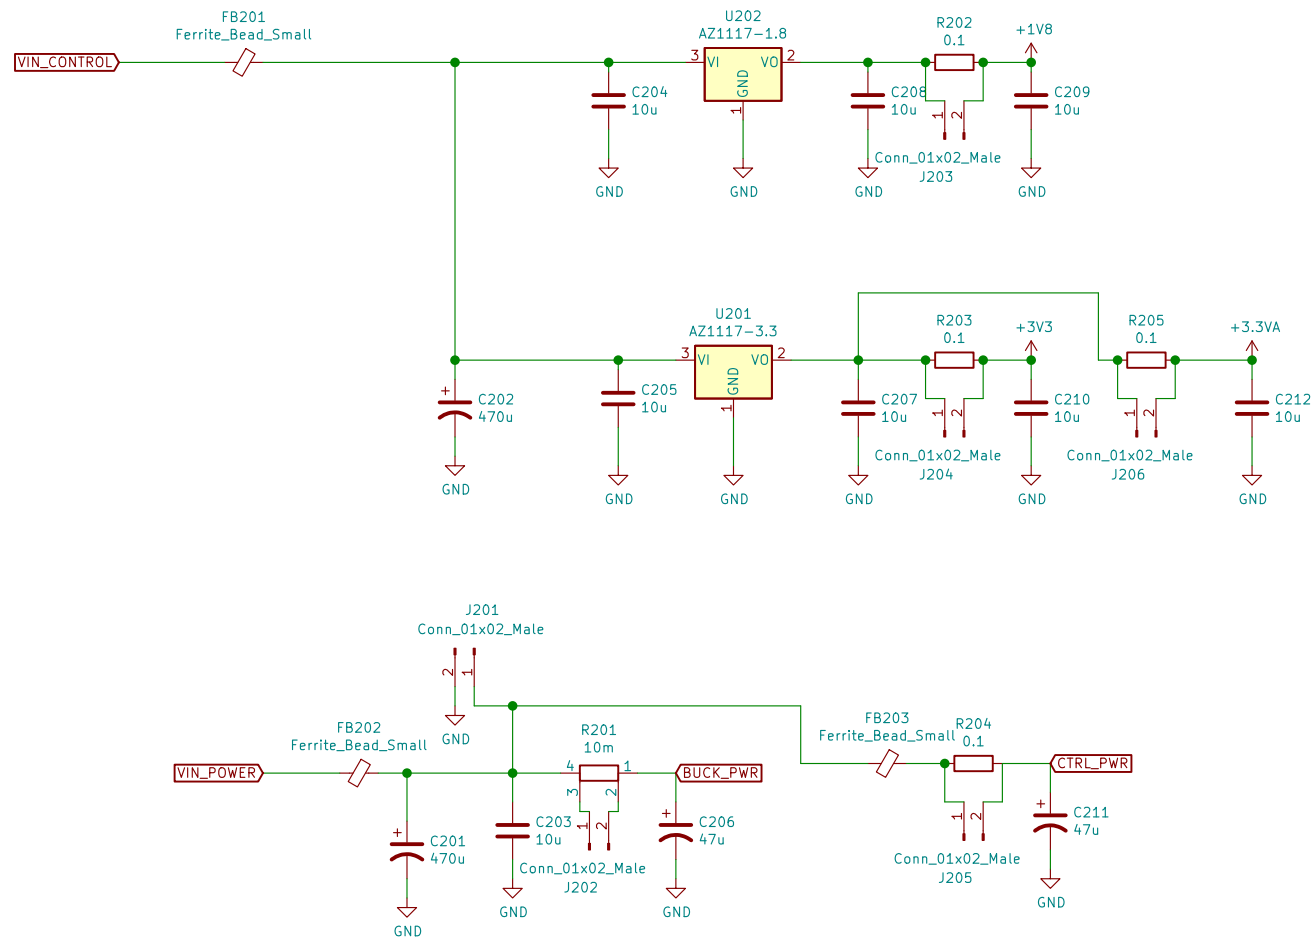 FB201
Ferrite_Bead_Small
VIN_CONTROL
U202
AZ1117-1.8
3
VI
VO
2
GND
1
R202
0.1
+1V8
C204
10u
C208
10u
1
2
C209
10u
Conn_01x02_Male
J203
GND
GND
GND
GND
U201
AZ1117-3.3
3
VI
VO
2
GND
1
R203
0.1
+3V3
R205
0.1
+3.3VA
C202
470u
C205
10u
C207
10u
1
2
C210
10u
1
2
C212
10u
Conn_01x02_Male
J204
Conn_01x02_Male
J206
GND
GND
GND
GND
GND
GND
J201
Conn_01x02_Male
2
1
GND
FB202
Ferrite_Bead_Small
VIN_POWER
R201
10m
4
1
3
2
BUCK_PWR
FB203
Ferrite_Bead_Small
R204
0.1
CTRL_PWR
C201
470u
C203
10u
1
2
C206
47u
1
2
C211
47u
Conn_01x02_Male
J202
Conn_01x02_Male
J205
GND
GND
GND
GND